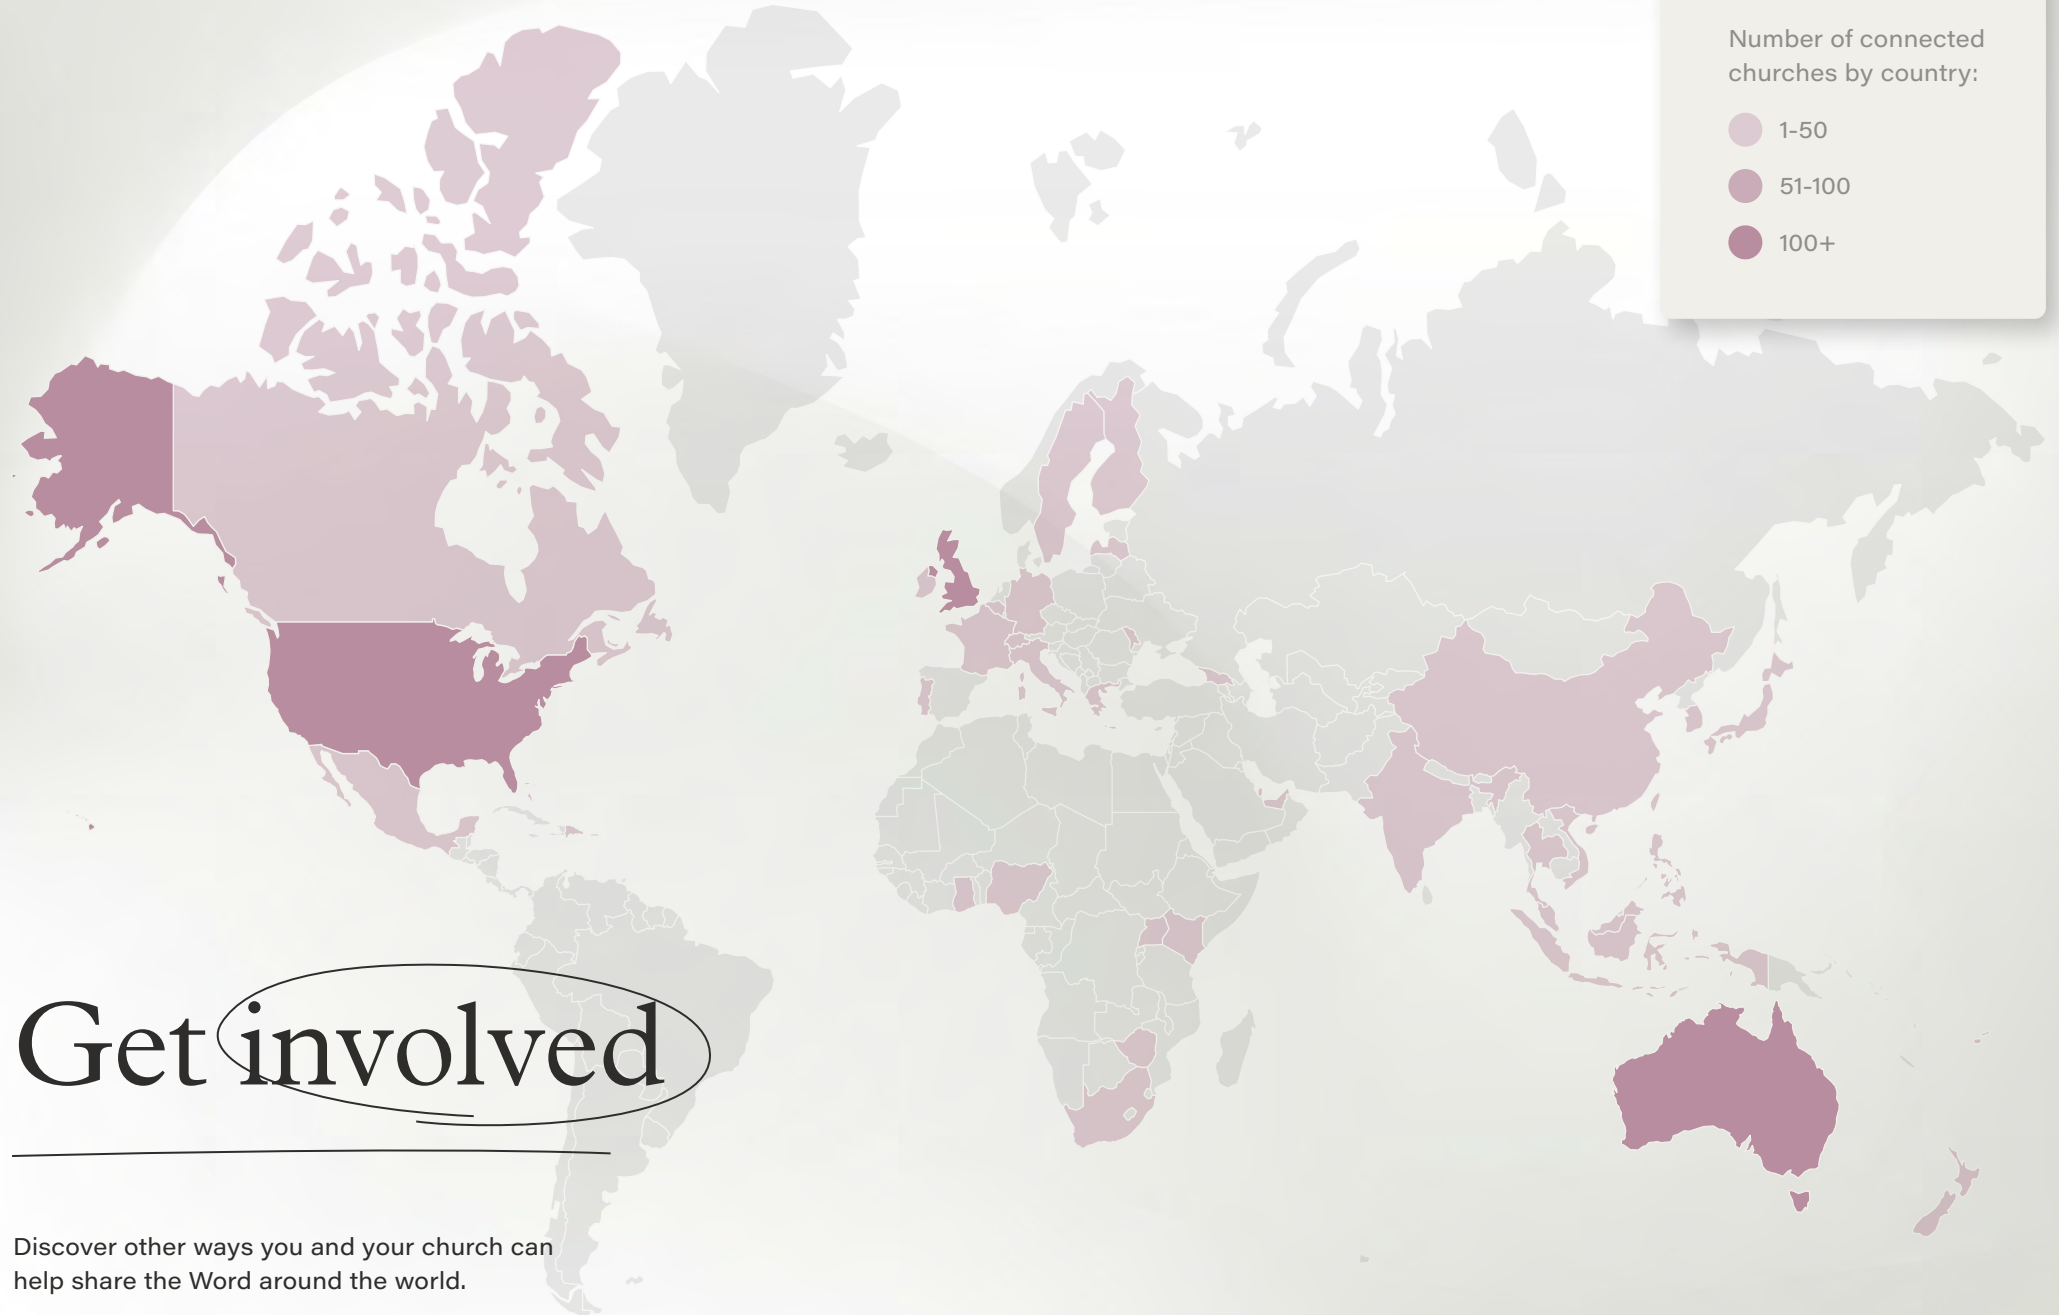 Number of connected
churches by country:
1-50
51-100
100+
Get involved
Discover other ways you and your church can
help share the Word around the world.